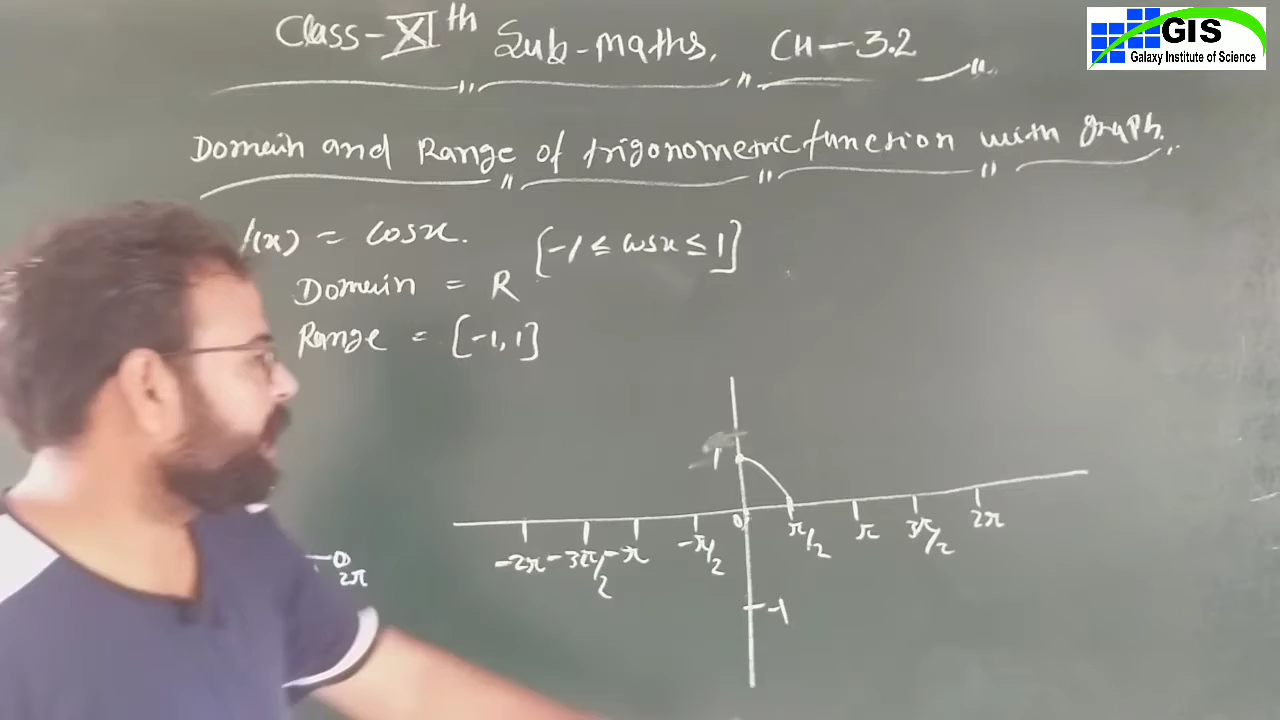 Class-XIth Sub-maths. CH-3.2
GIS
Galaxy Institute of Science
Domain and Range of trigonometric function with graph.
f(x) = cosx. [-1 ≤ cosx ≤ 1]
Domain = R
Range = [-1, 1]
1
-2π -3π/2 -π -π/2 0 π/2 π 3π/2 2π
0
2π
-1